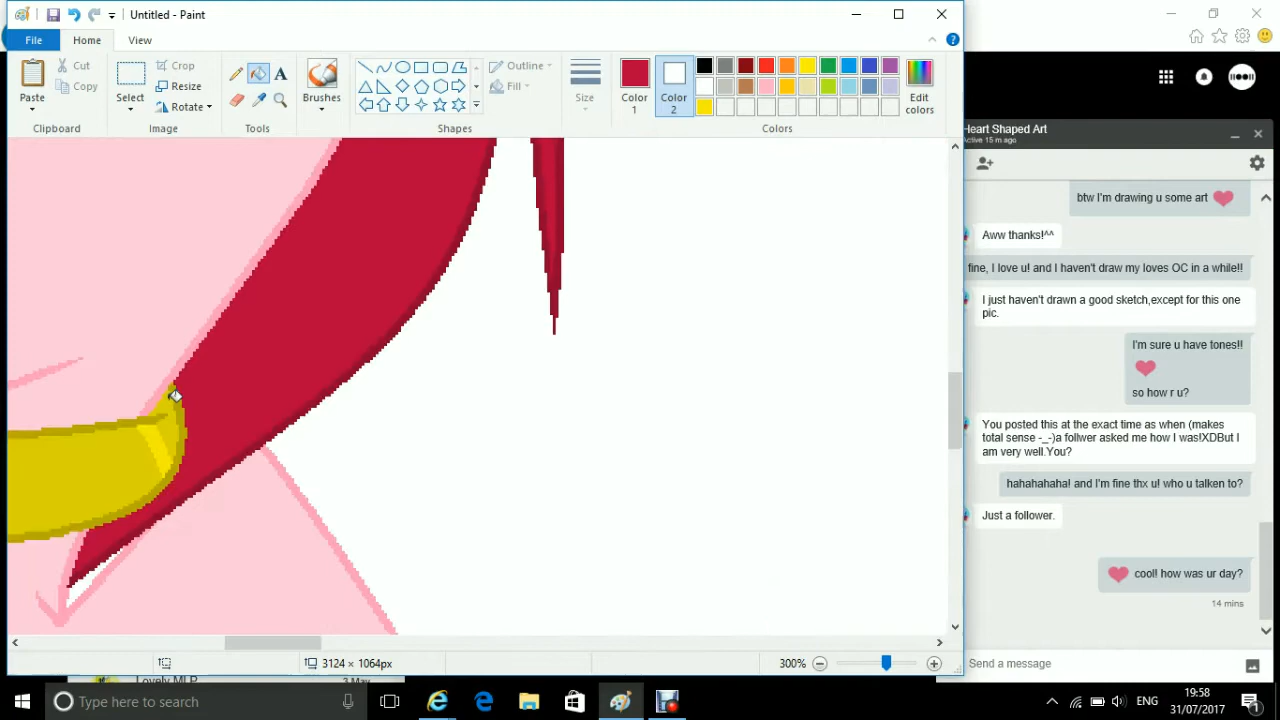 Untitled - Paint
File
Home
View
Paste
Cut
Copy
Clipboard
Select
Crop
Resize
Rotate
Image
A
Tools
Brushes
Outline
Fill
Shapes
Size
Color 1
Color 2
Edit colors
Colors
3124 × 1064px
300%
Heart Shaped Art
Active 15 m ago
btw I'm drawing u some art
Aww thanks!^^
fine, I love u! and I haven't draw my loves OC in a while!!
I just haven't drawn a good sketch,except for this one
pic.
I'm sure u have tones!!
so how r u?
You posted this at the exact time as when (makes
total sense -_-)a follwer asked me how I was!XDBut I
am very well.You?
hahahahaha! and I'm fine thx u! who u talken to?
Just a follower.
cool! how was ur day?
14 mins
Send a message
Lovely MLP
3 May
Type here to search
ENG
19:58
31/07/2017
1